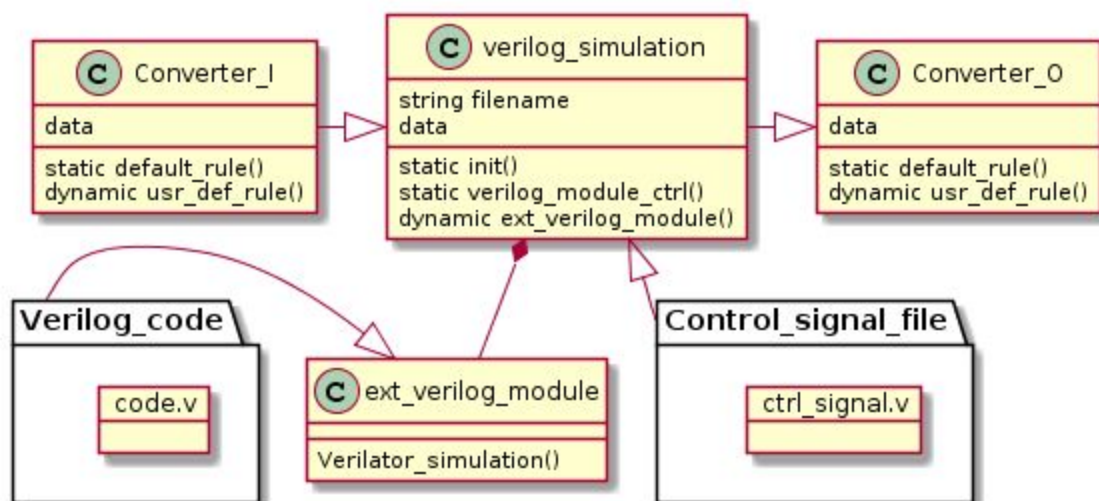 C Converter_I
data
static default_rule()
dynamic usr_def_rule()
C verilog_simulation
string filename
data
static init()
static verilog_module_ctrl()
dynamic ext_verilog_module()
C Converter_O
data
static default_rule()
dynamic usr_def_rule()
Verilog_code
code.v
C ext_verilog_module
Verilator_simulation()
Control_signal_file
ctrl_signal.v